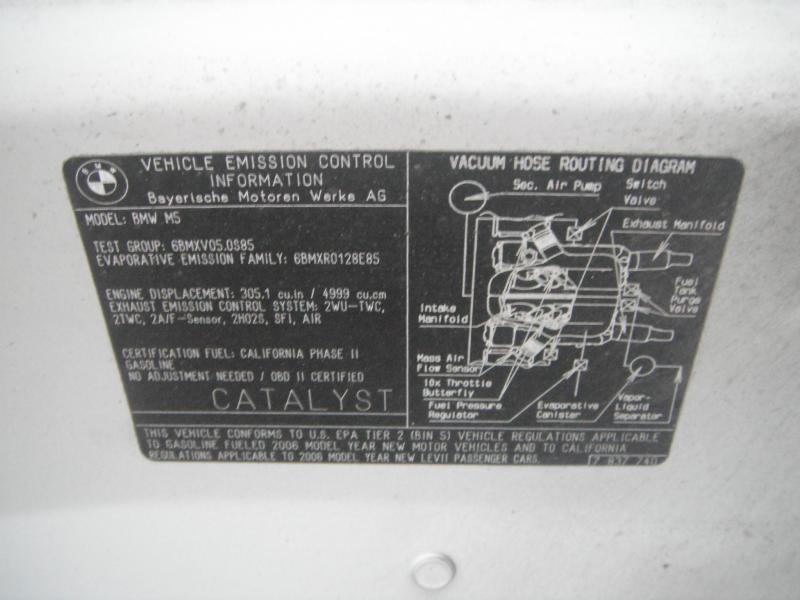 BMW
VEHICLE EMISSION CONTROL
INFORMATION
Bayerische Motoren Werke AG
MODEL: BMW M5
TEST GROUP: 6BMXV05.0S85
EVAPORATIVE EMISSION FAMILY: 6BMXR0128E85
ENGINE DISPLACEMENT: 305.1 cu.in / 4999 cu.cm
EXHAUST EMISSION CONTROL SYSTEM: 2WU-TWC,
2TWC, 2A/F-Sensor, 2HO2S, SFI, AIR
CERTIFICATION FUEL: CALIFORNIA PHASE II
GASOLINE
NO ADJUSTMENT NEEDED / OBD II CERTIFIED
CATALYST
VACUUM HOSE ROUTING DIAGRAM
Sec. Air Pump
Switch
Valve
Exhaust Manifold
Fuel
Tank
Purge
Valve
Intake
Manifold
Mass Air
Flow Sensor
10x Throttle
Butterfly
Fuel Pressure
Regulator
Evaporative
Canister
Vapor-
Liquid
Separator
THIS VEHICLE CONFORMS TO U.S. EPA TIER 2 (BIN 5) VEHICLE REGULATIONS APPLICABLE
TO GASOLINE FUELED 2006 MODEL YEAR NEW MOTOR VEHICLES AND TO CALIFORNIA
REGULATIONS APPLICABLE TO 2006 MODEL YEAR NEW LEVII PASSENGER CARS.
7 837 740